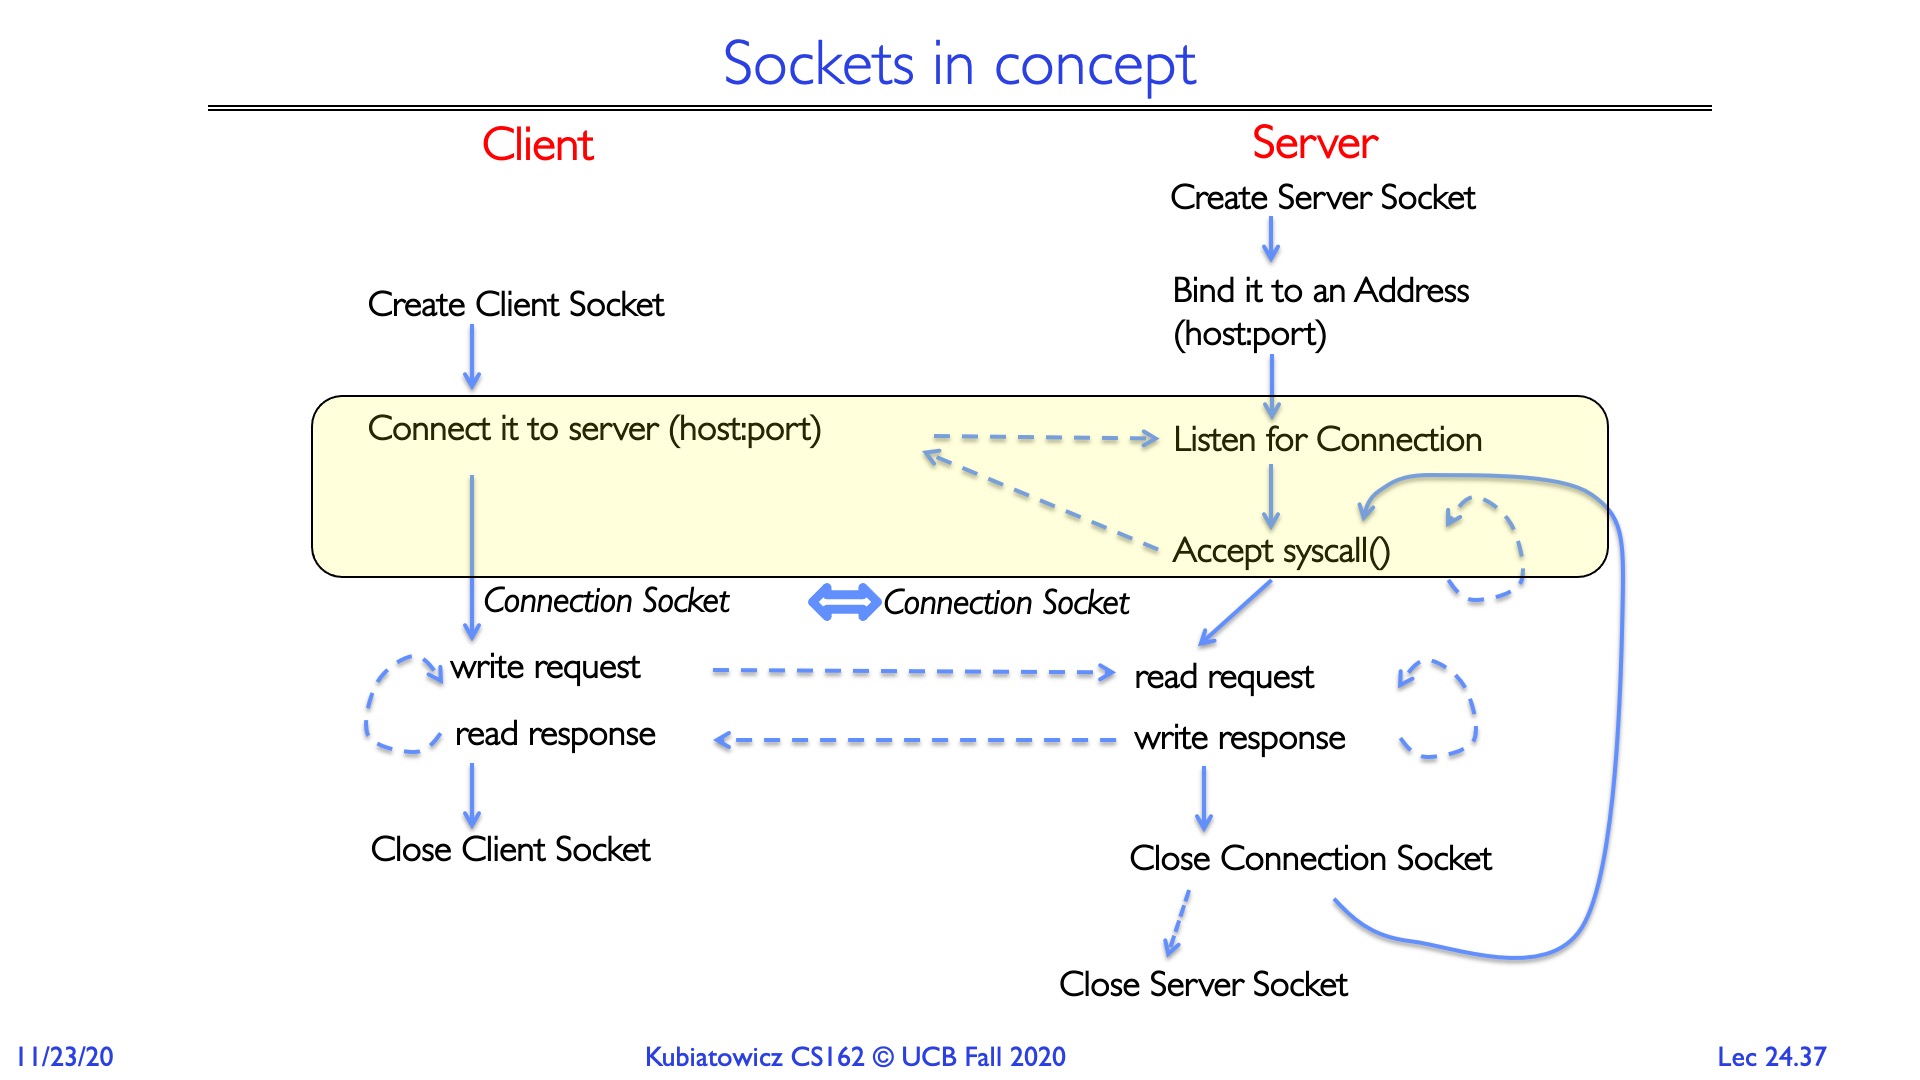 Sockets in concept
Client
Server
Create Server Socket
Create Client Socket
Bind it to an Address
(host:port)
Connect it to server (host:port)
Listen for Connection
Accept syscall()
Connection Socket
Connection Socket
write request
read request
read response
write response
Close Client Socket
Close Connection Socket
Close Server Socket
11/23/20
Kubiatowicz CS162 © UCB Fall 2020
Lec 24.37